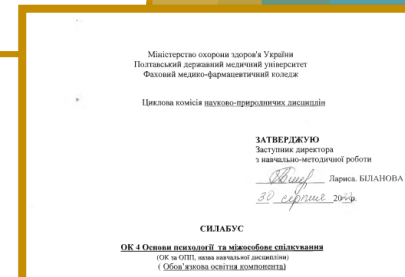 Міністерство охорони здоров'я України
Полтавський державний медичний університет
Фаховий медико-фармацевтичний коледж
Циклова комісія науково-природничих дисциплін
ЗАТВЕРДЖУЮ
Заступник директора
з навчально-методичної роботи
Лариса. БІЛАНОВА
30 серпня 20
СИЛАБУС
ОК 4 Основи психології та міжособове спілкування
(ОК за ОПП, назва навчальної дисципліни)
( Обов'язкова освітня компонента)